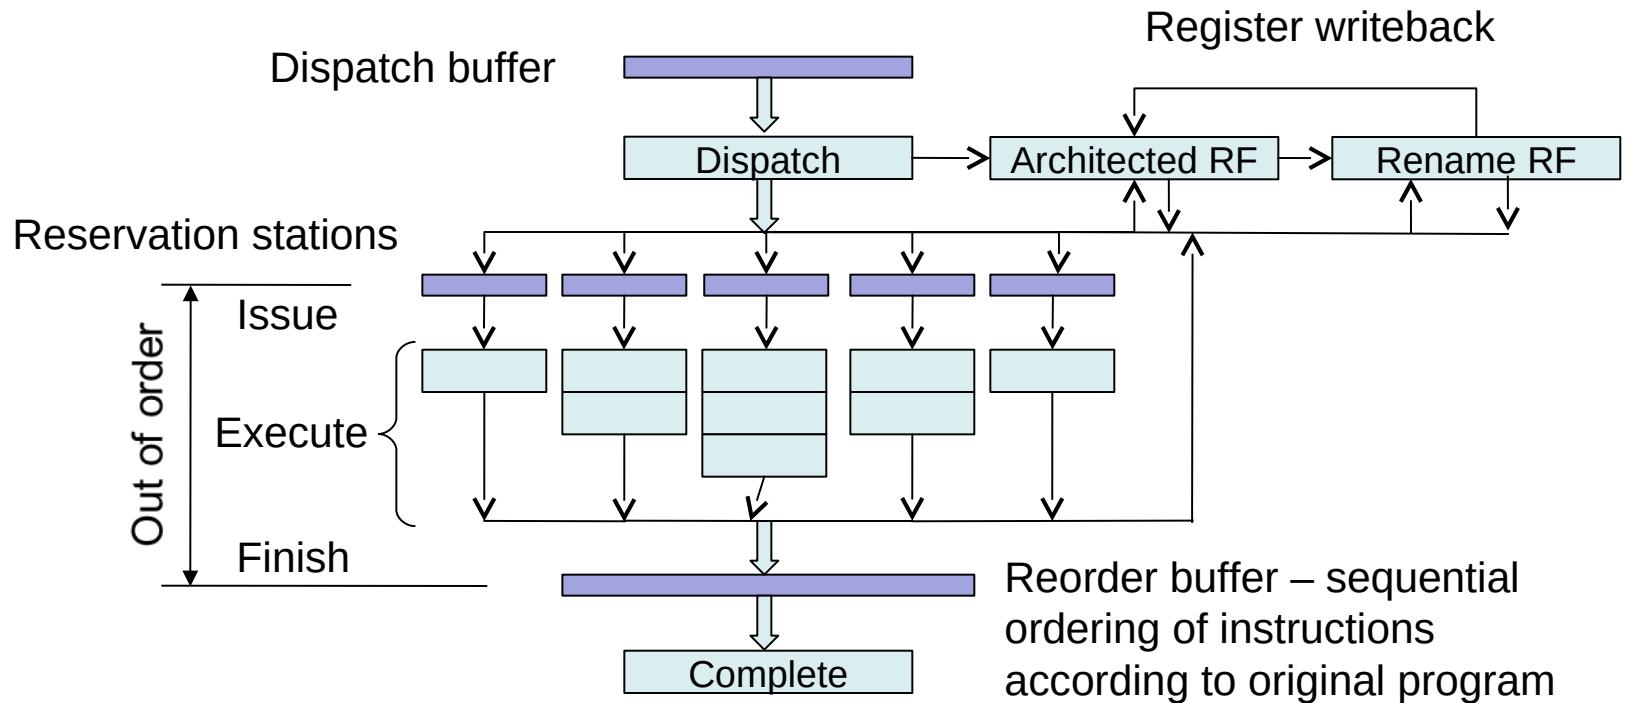 Register writeback
Dispatch buffer
Dispatch
Architected RF
Rename RF
Reservation stations
Issue
Out of order
Execute
Finish
Reorder buffer – sequential
ordering of instructions
according to original program
Complete